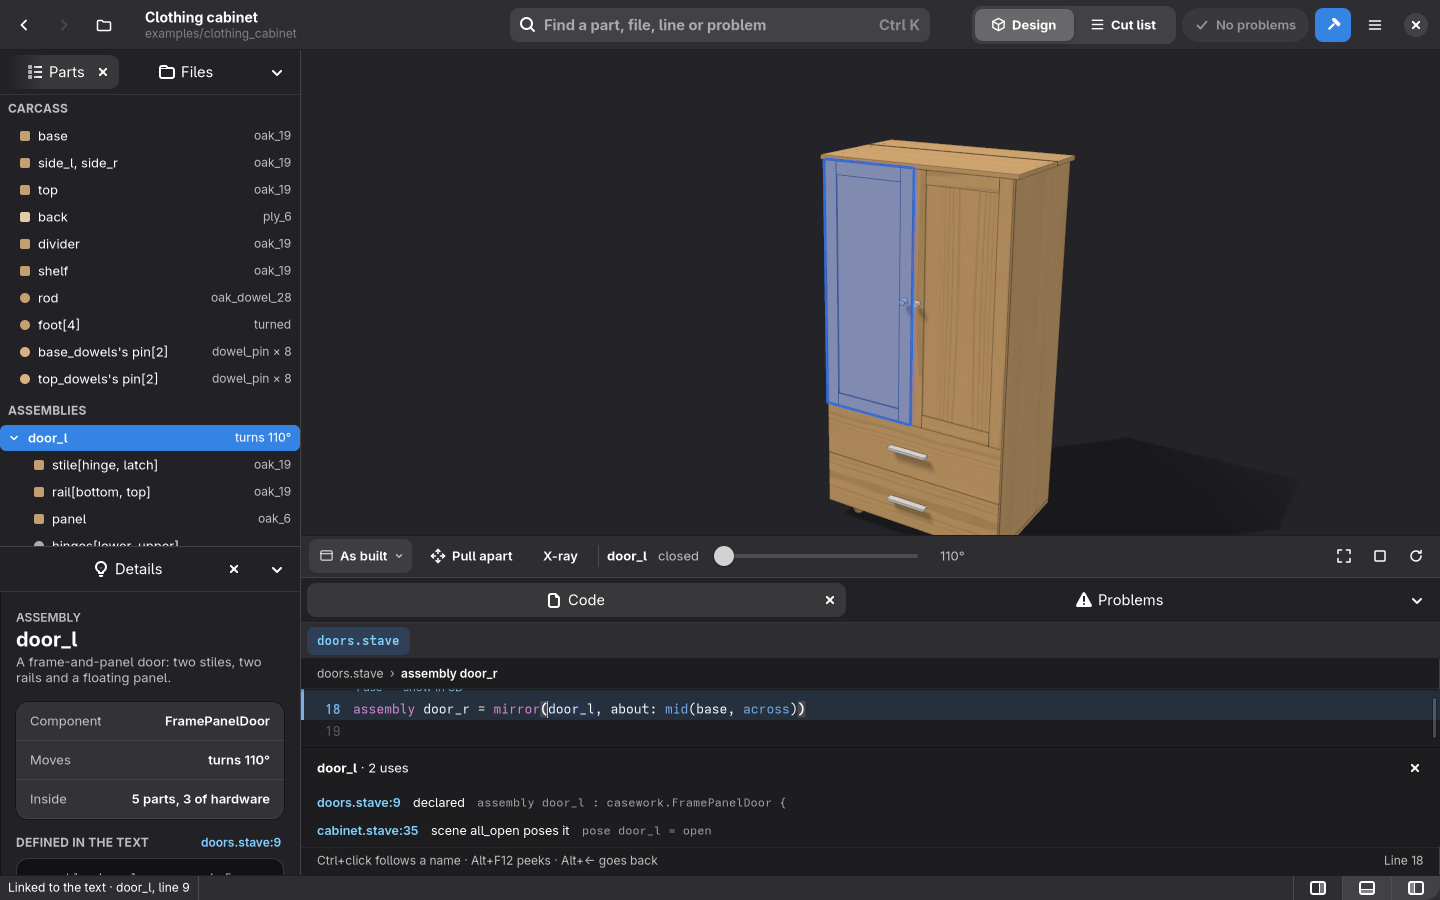 Clothing cabinet
examples/clothing_cabinet
Find a part, file, line or problem Ctrl K
Design
Cut list
No problems
Parts
Files
CARCASS
base oak_19
side_l, side_r oak_19
top oak_19
back ply_6
divider oak_19
shelf oak_19
rod oak_dowel_28
foot[4] turned
base_dowels's pin[2] dowel_pin × 8
top_dowels's pin[2] dowel_pin × 8
ASSEMBLIES
door_l turns 110°
stile[hinge, latch] oak_19
rail[bottom, top] oak_19
panel oak_6
hinges[lower, upper]
Details
ASSEMBLY
door_l
A frame-and-panel door: two stiles, two
rails and a floating panel.
Component FramePanelDoor
Moves turns 110°
Inside 5 parts, 3 of hardware
DEFINED IN THE TEXT doors.stave:9
As built
Pull apart
X-ray
door_l closed 110°
Code
Problems
doors.stave
doors.stave › assembly door_r
18 assembly door_r = mirror(door_l, about: mid(base, across))
19
door_l · 2 uses
doors.stave:9 declared assembly door_l : casework.FramePanelDoor {
cabinet.stave:35 scene all_open poses it pose door_l = open
Ctrl+click follows a name · Alt+F12 peeks · Alt+← goes back Line 18
Linked to the text · door_l, line 9